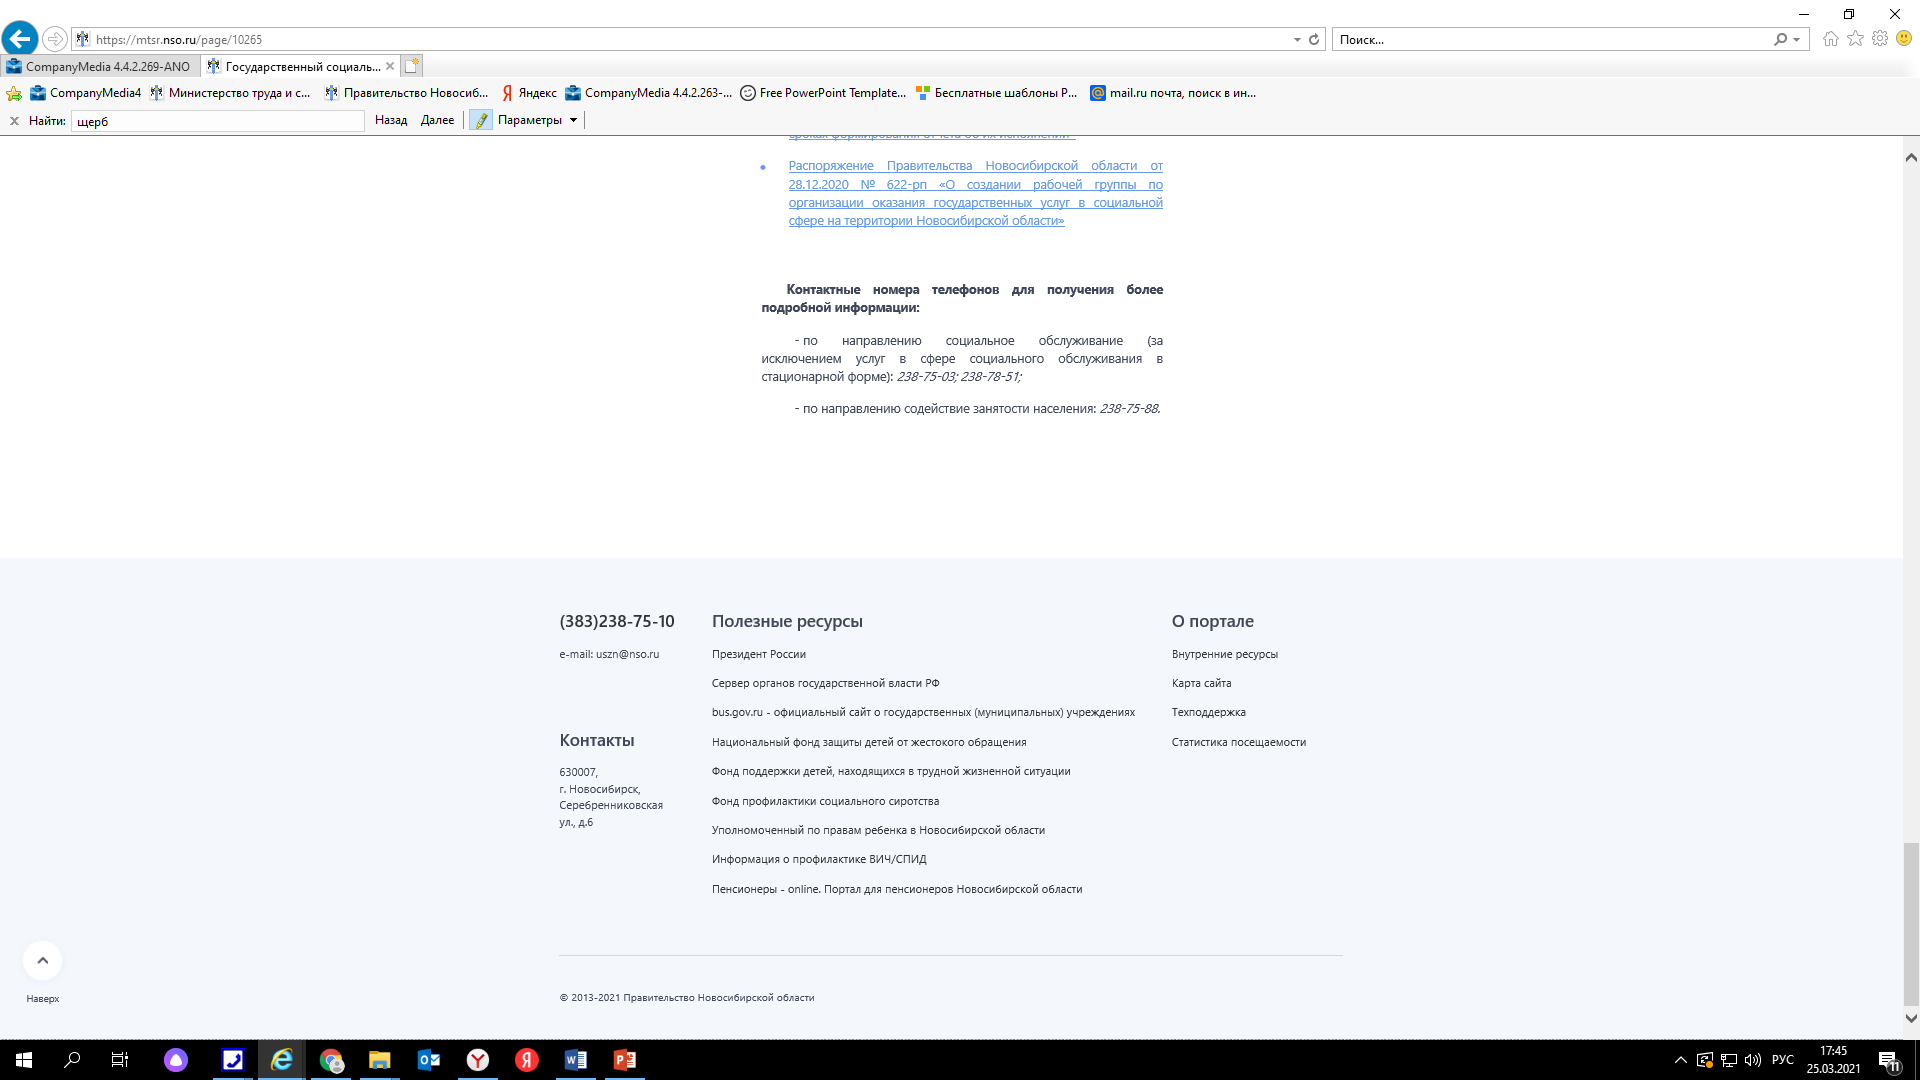 https://mtsr.nso.ru/page/10265
Поиск...
CompanyMedia 4.4.2.269-ANO
Государственный социаль...
CompanyMedia4
Министерство труда и с...
Правительство Новосиб...
Яндекс
CompanyMedia 4.4.2.263-...
Free PowerPoint Template...
Бесплатные шаблоны P...
mail.ru почта, поиск в ин...
Найти: щерб
Назад
Далее
Параметры
сроках формирования отчета об их исполнении"
Распоряжение Правительства Новосибирской области от
28.12.2020 № 622-рп «О создании рабочей группы по
организации оказания государственных услуг в социальной
сфере на территории Новосибирской области»
Контактные номера телефонов для получения более
подробной информации:
- по направлению социальное обслуживание (за
исключением услуг в сфере социального обслуживания в
стационарной форме): 238-75-03; 238-78-51;
- по направлению содействие занятости населения: 238-75-88.
(383)238-75-10
e-mail: uszn@nso.ru
Контакты
630007,
г. Новосибирск,
Серебренниковская
ул., д.6
Полезные ресурсы
Президент России
Сервер органов государственной власти РФ
bus.gov.ru - официальный сайт о государственных (муниципальных) учреждениях
Национальный фонд защиты детей от жестокого обращения
Фонд поддержки детей, находящихся в трудной жизненной ситуации
Фонд профилактики социального сиротства
Уполномоченный по правам ребенка в Новосибирской области
Информация о профилактике ВИЧ/СПИД
Пенсионеры - online. Портал для пенсионеров Новосибирской области
О портале
Внутренние ресурсы
Карта сайта
Техподдержка
Статистика посещаемости
Наверх
© 2013-2021 Правительство Новосибирской области
РУС
17:45
25.03.2021
11